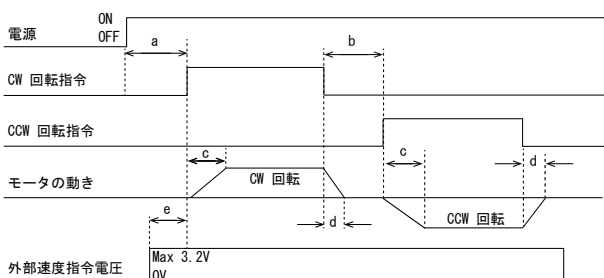 ON
電源 OFF
a b
CW 回転指令
CCW 回転指令
c c d
モータの動き CW 回転
d CCW 回転
e
外部速度指令電圧 Max 3.2V
0V